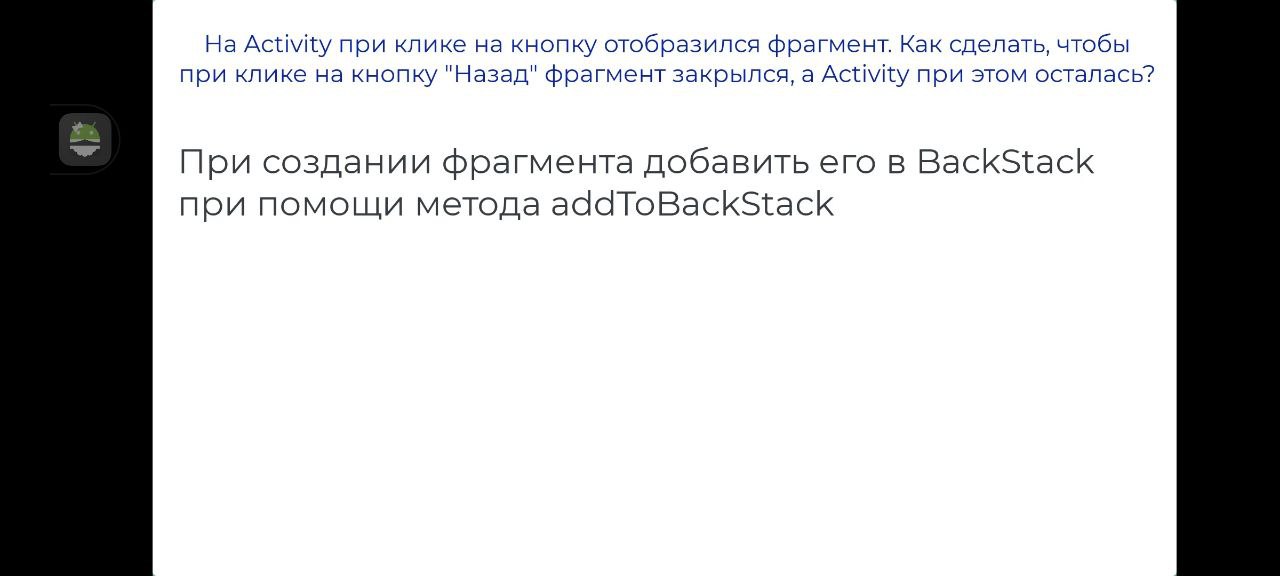 На Activity при клике на кнопку отобразился фрагмент. Как сделать, чтобы
при клике на кнопку "Назад" фрагмент закрылся, а Activity при этом осталась?
При создании фрагмента добавить его в BackStack
при помощи метода addToBackStack